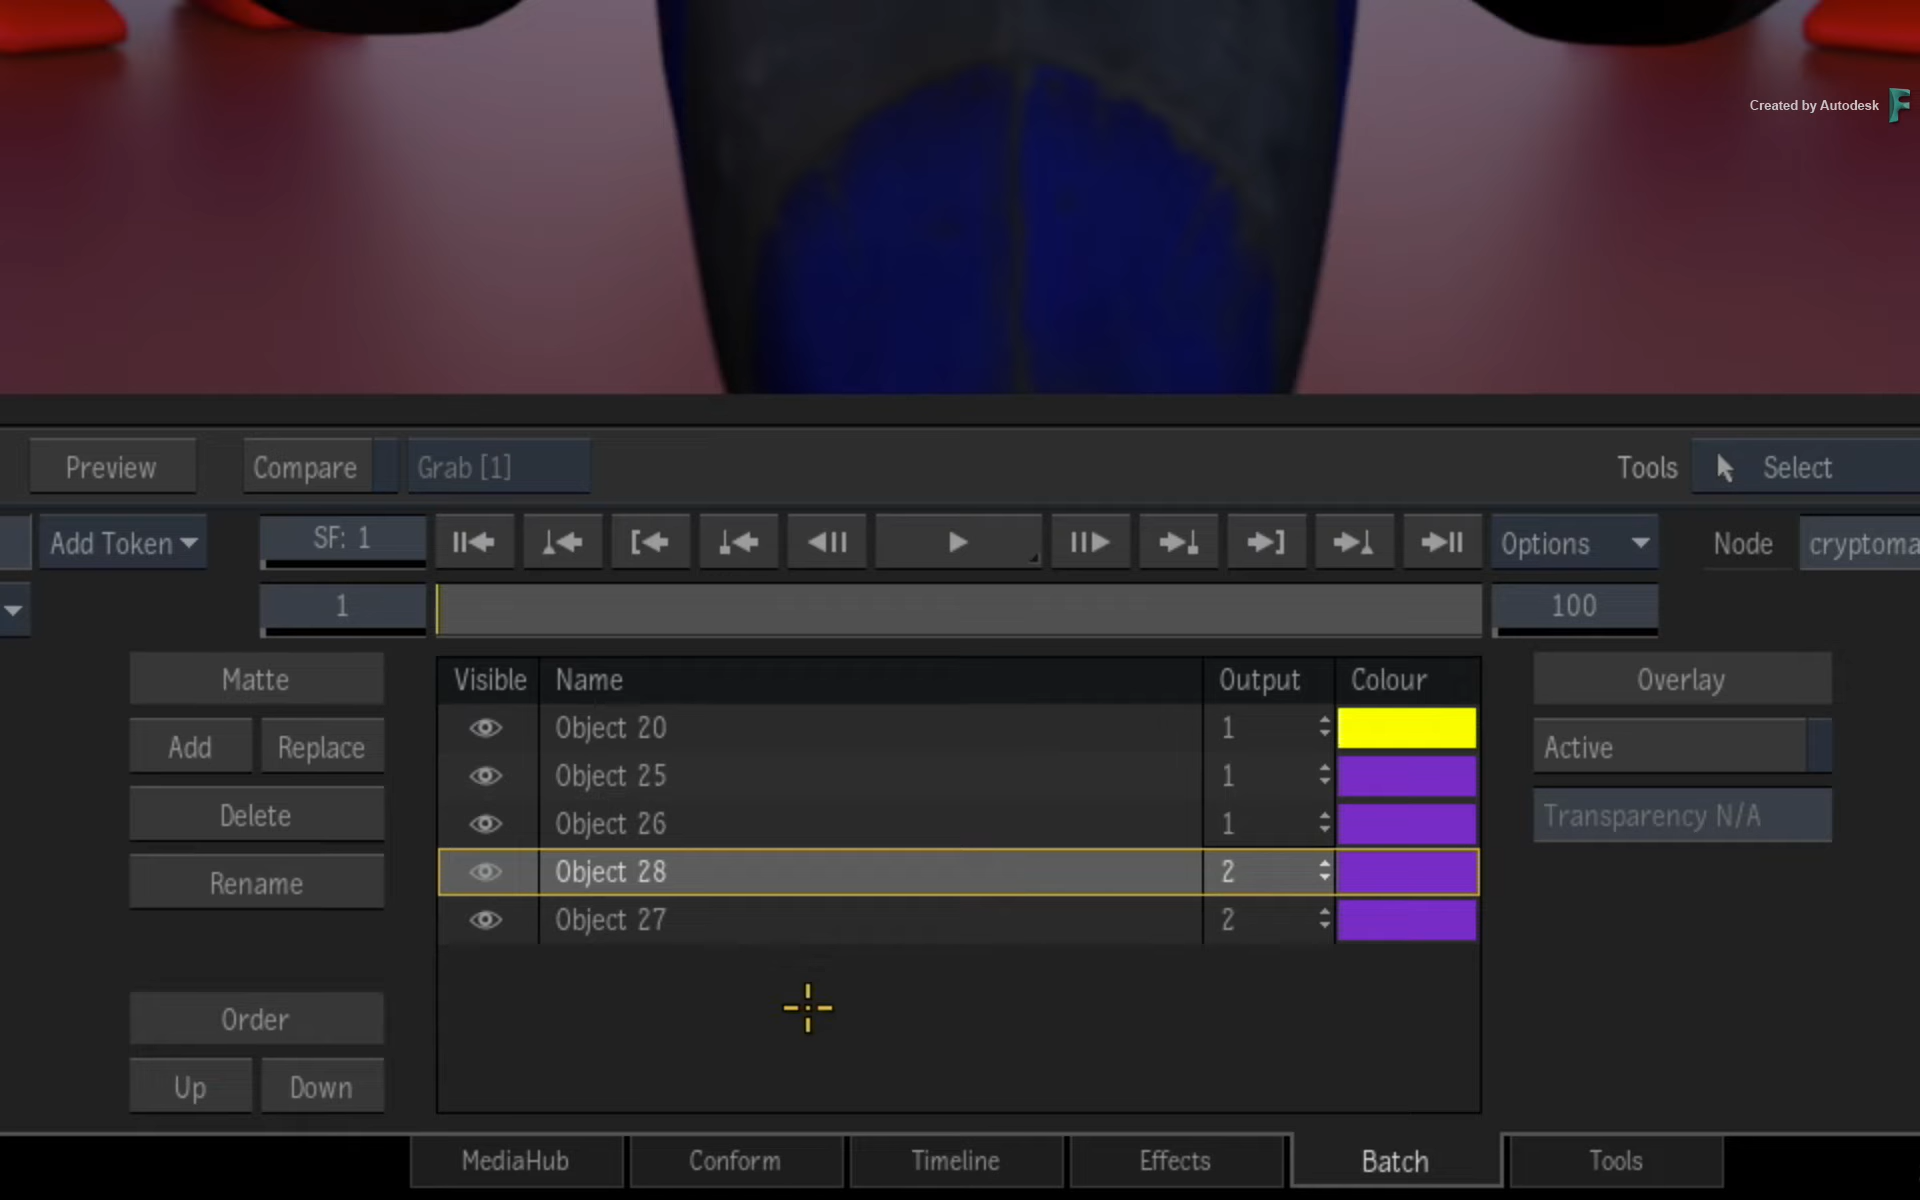 Created by Autodesk
Preview Compare Grab [1] Tools Select
Add Token SF: 1 Options Node cryptoma
1 100
Matte Visible Name Output Colour Overlay
Object 20 1
Add Replace Active
Object 25 1
Delete Object 26 1 Transparency N/A
Object 28 2
Rename
Object 27 2
Order
Up Down
MediaHub Conform Timeline Effects Batch Tools